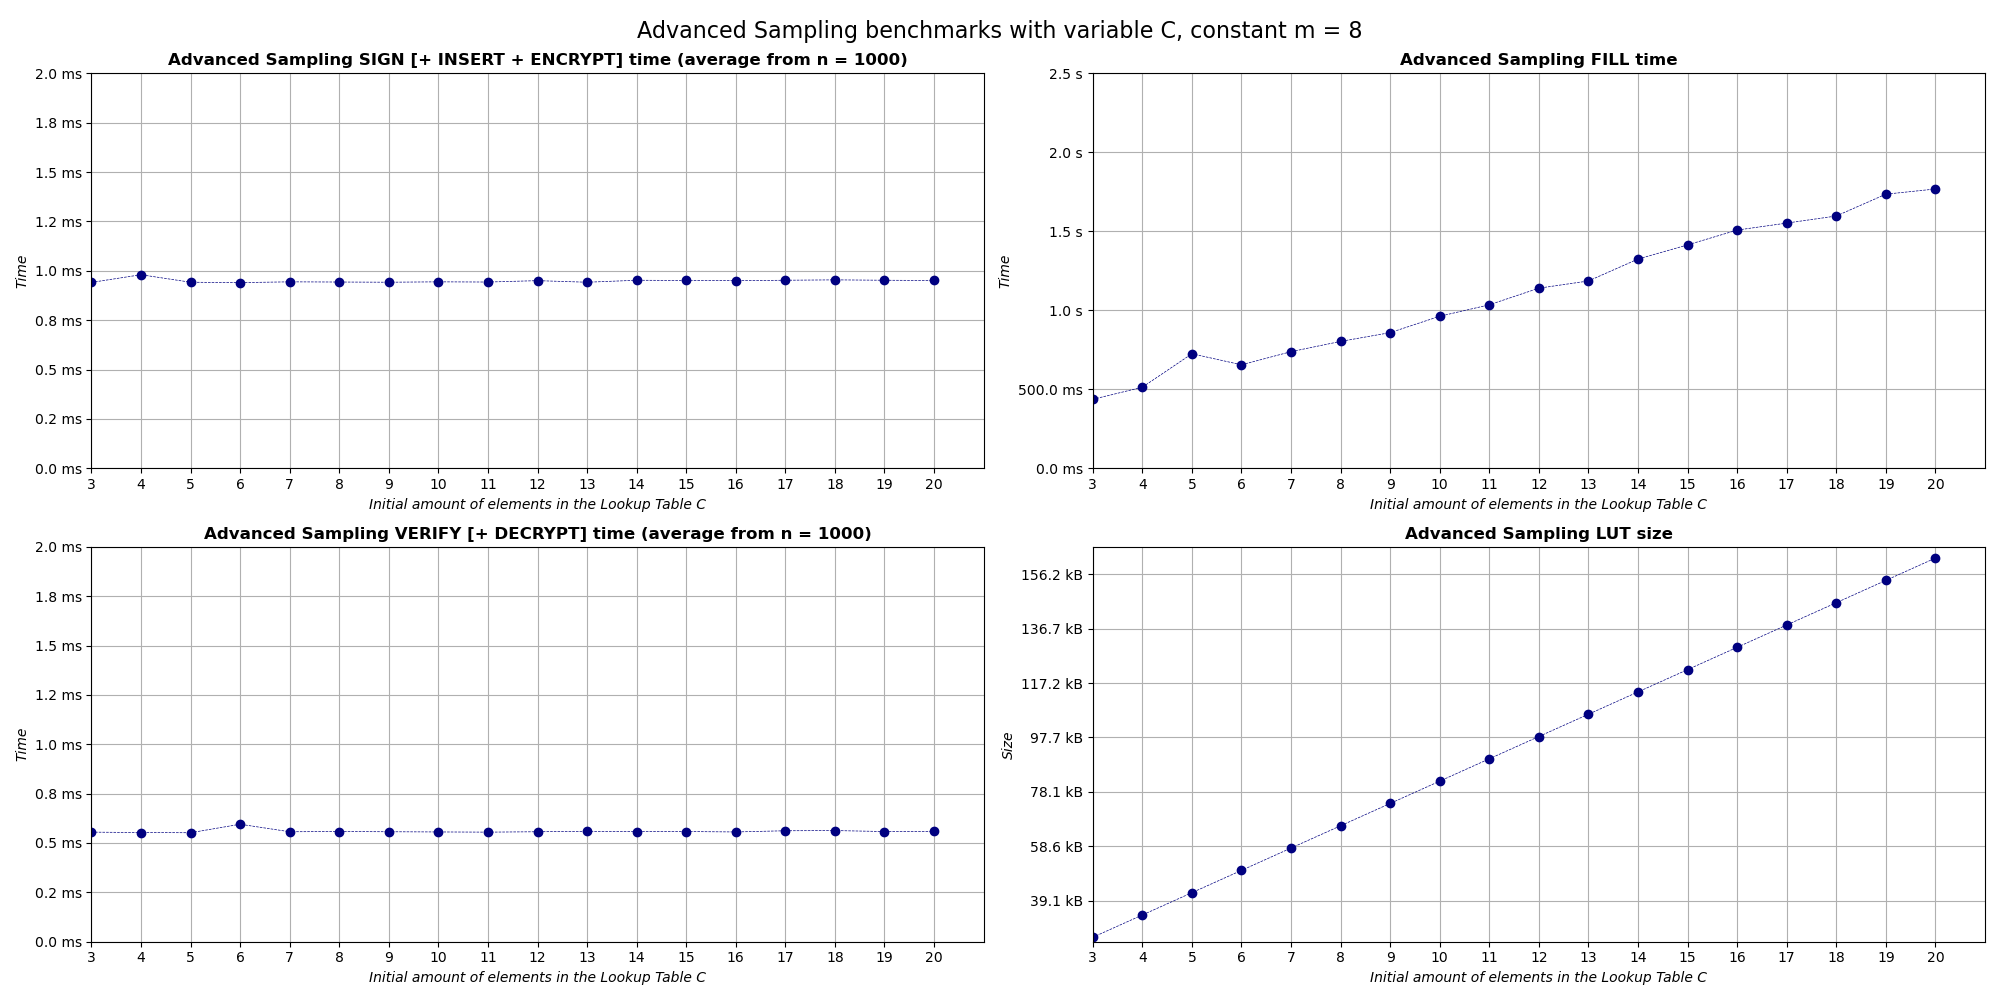 Advanced Sampling benchmarks with variable C, constant m = 8
Advanced Sampling SIGN [+ INSERT + ENCRYPT] time (average from n = 1000)
2.0 ms
1.8 ms
1.5 ms
1.2 ms
1.0 ms
0.8 ms
0.5 ms
0.2 ms
0.0 ms
Time
3 4 5 6 7 8 9 10 11 12 13 14 15 16 17 18 19 20
Initial amount of elements in the Lookup Table C
Advanced Sampling FILL time
2.5 s
2.0 s
1.5 s
1.0 s
500.0 ms
0.0 ms
Time
3 4 5 6 7 8 9 10 11 12 13 14 15 16 17 18 19 20
Initial amount of elements in the Lookup Table C
Advanced Sampling VERIFY [+ DECRYPT] time (average from n = 1000)
2.0 ms
1.8 ms
1.5 ms
1.2 ms
1.0 ms
0.8 ms
0.5 ms
0.2 ms
0.0 ms
Time
3 4 5 6 7 8 9 10 11 12 13 14 15 16 17 18 19 20
Initial amount of elements in the Lookup Table C
Advanced Sampling LUT size
156.2 kB
136.7 kB
117.2 kB
97.7 kB
78.1 kB
58.6 kB
39.1 kB
Size
3 4 5 6 7 8 9 10 11 12 13 14 15 16 17 18 19 20
Initial amount of elements in the Lookup Table C